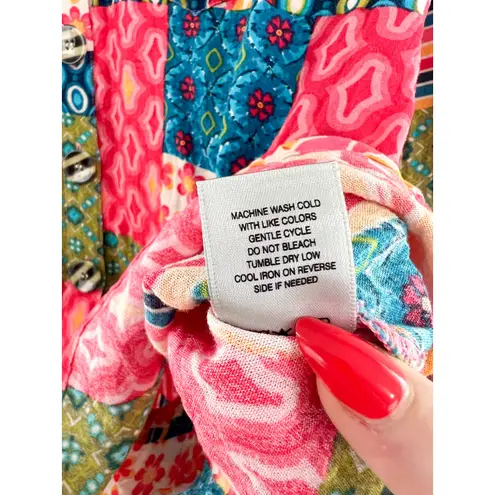 MACHINE WASH COLD
WITH LIKE COLORS
GENTLE CYCLE
DO NOT BLEACH
TUMBLE DRY LOW
COOL IRON ON REVERSE
SIDE IF NEEDED